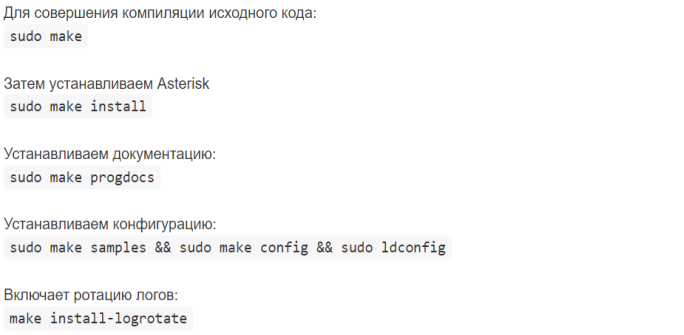 Для совершения компиляции исходного кода:
sudo make
Затем устанавливаем Asterisk
sudo make install
Устанавливаем документацию:
sudo make progdocs
Устанавливаем конфигурацию:
sudo make samples && sudo make config && sudo ldconfig
Включает ротацию логов:
make install-logrotate